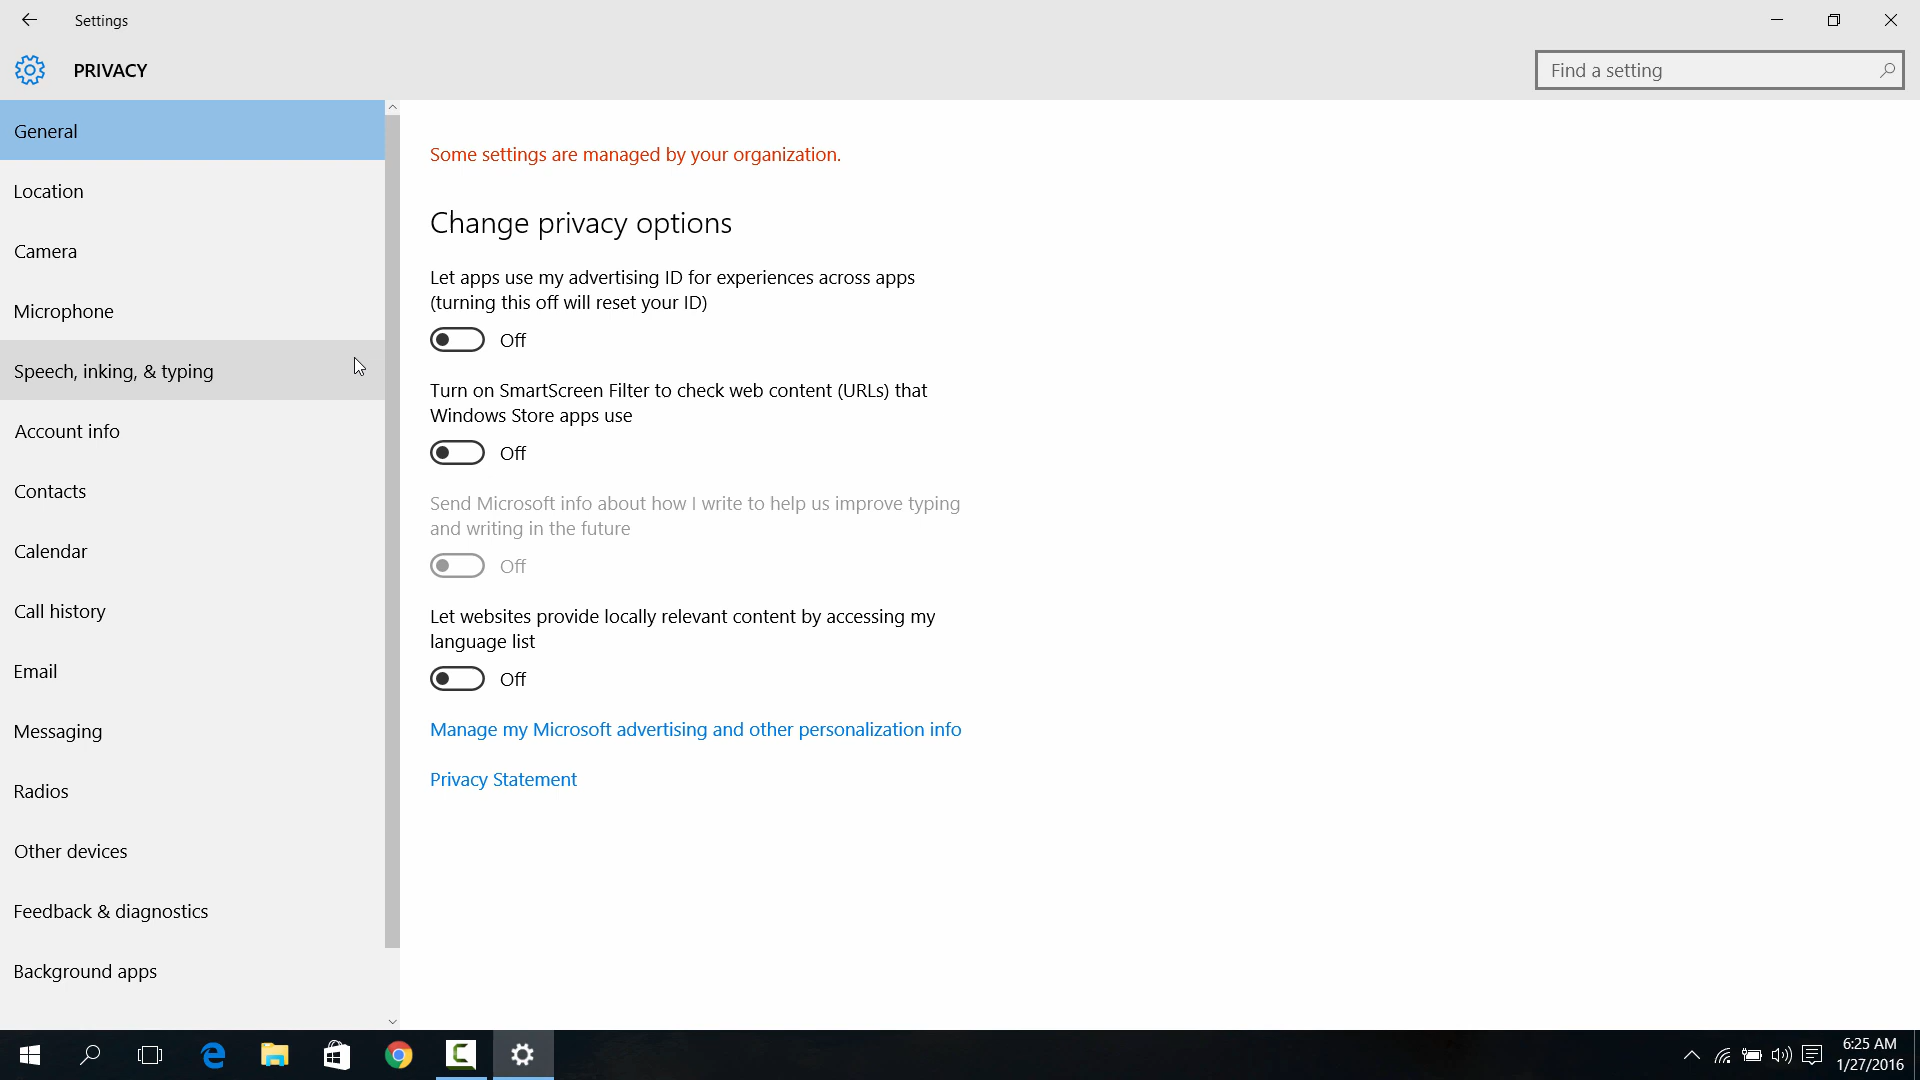 Settings
PRIVACY
Find a setting
General
Location
Camera
Microphone
Speech, inking, & typing
Account info
Contacts
Calendar
Call history
Email
Messaging
Radios
Other devices
Feedback & diagnostics
Background apps
Some settings are managed by your organization.
Change privacy options
Let apps use my advertising ID for experiences across apps
(turning this off will reset your ID)
Off
Turn on SmartScreen Filter to check web content (URLs) that
Windows Store apps use
Off
Send Microsoft info about how I write to help us improve typing
and writing in the future
Off
Let websites provide locally relevant content by accessing my
language list
Off
Manage my Microsoft advertising and other personalization info
Privacy Statement
6:25 AM
1/27/2016